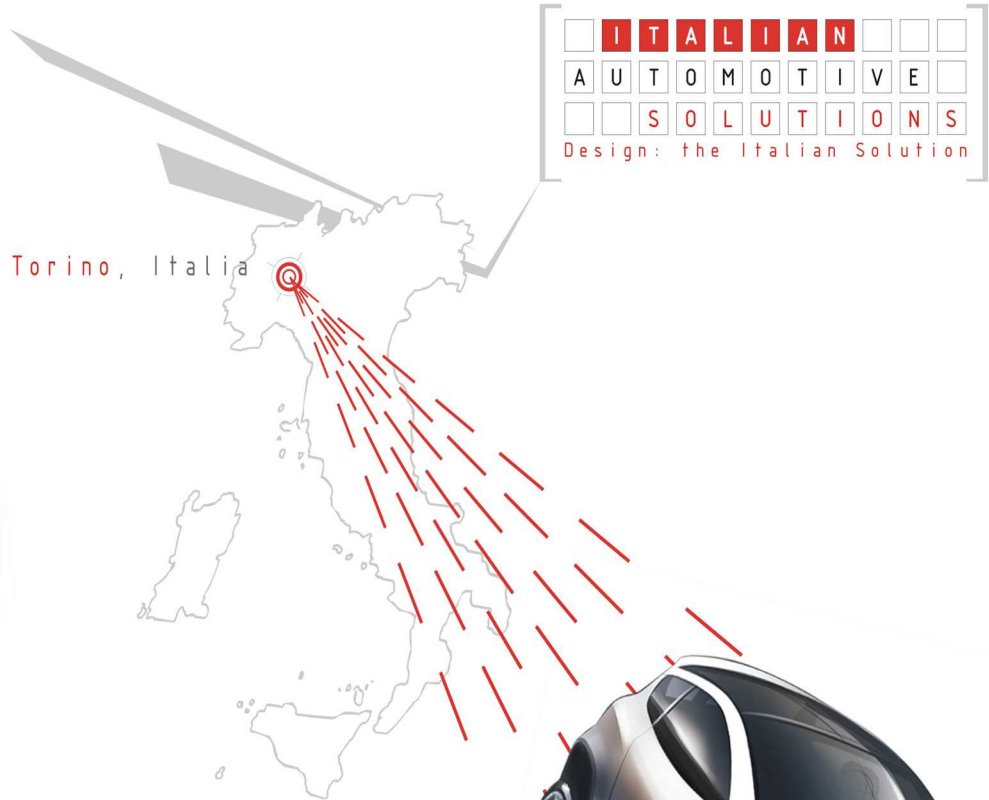 ITALIAN
AUTOMOTIVE
SOLUTIONS
Design: the Italian Solution
Torino, Italia